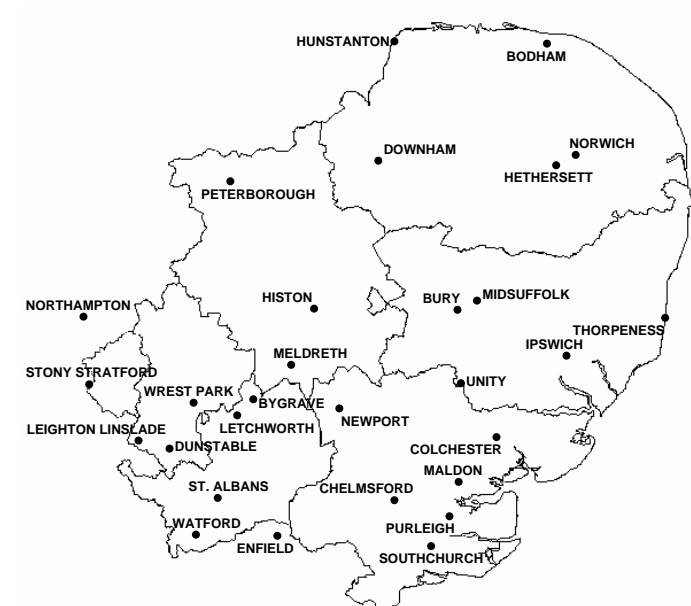 HUNSTANTON
BODHAM
DOWNHAM
NORWICH
HETHERSETT
PETERBOROUGH
NORTHAMPTON
HISTON
BURY
MIDSUFFOLK
THORPENESS
IPSWICH
MELDRETH
STONY STRATFORD
UNITY
WREST PARK
BYGRAVE
LETCHWORTH
NEWPORT
LEIGHTON LINSLADE
DUNSTABLE
COLCHESTER
MALDON
ST. ALBANS
CHELMSFORD
WATFORD
PURLEIGH
ENFIELD
SOUTHCHURCH